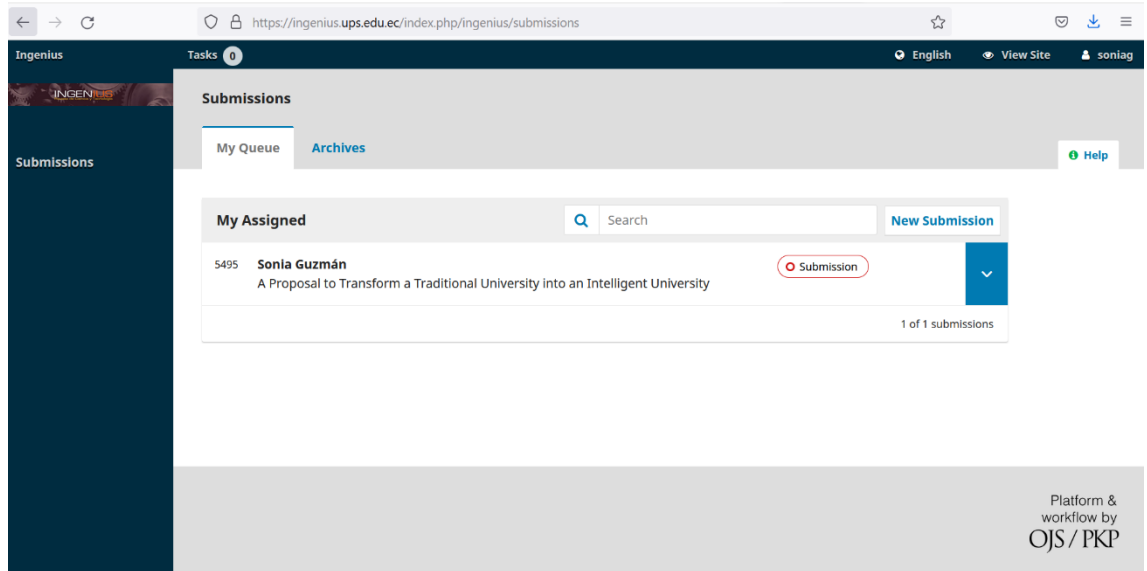 https://ingenius.ups.edu.ec/index.php/ingenius/submissions
Ingenius
Tasks 0
English
View Site
soniag
INGENIUS
Submissions
Submissions
My Queue
Archives
Help
My Assigned
Search
New Submission
5495
Sonia Guzmán
Submission
A Proposal to Transform a Traditional University into an Intelligent University
1 of 1 submissions
Platform &
workflow by
OJS / PKP